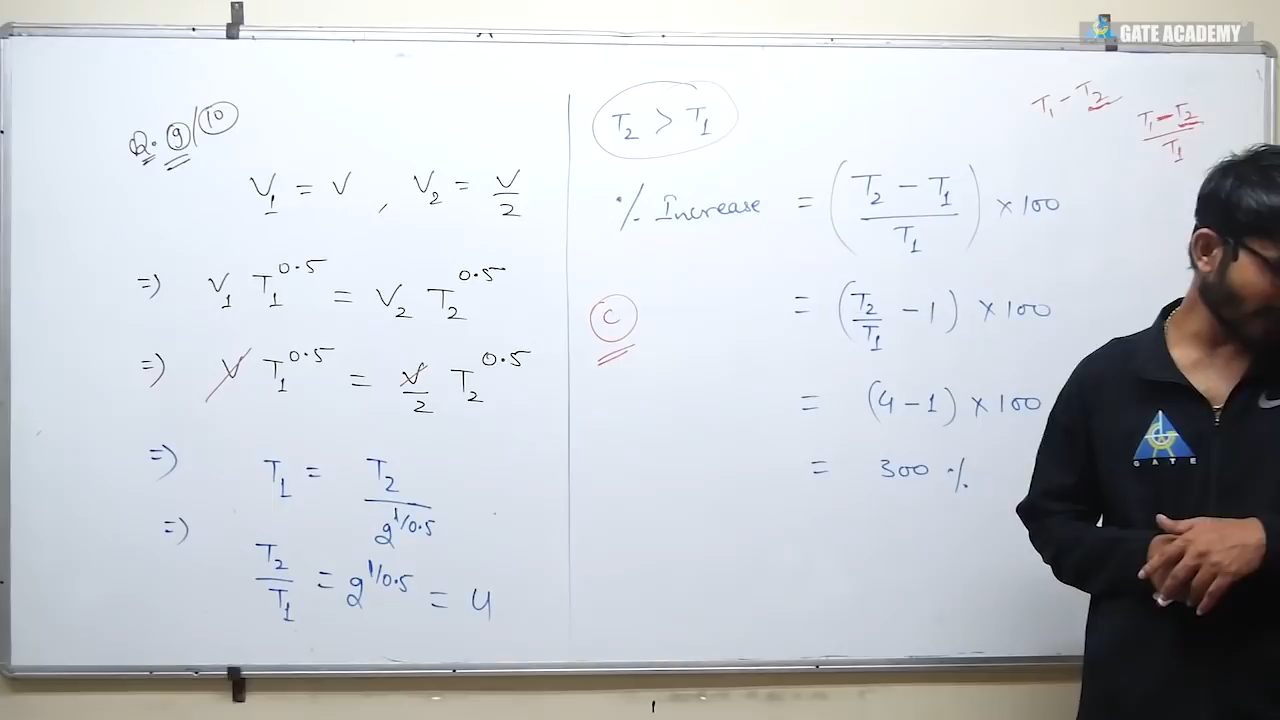 GATE ACADEMY
Q. 9/10
V₁ = V , V₂ = V/2
=) V₁ T₁^0.5 = V₂ T₂^0.5
=) V T₁^0.5 = V/2 T₂^0.5
=) T₁ = T₂/2^1/0.5
=) T₂/T₁ = 2^1/0.5 = 4
T₂ > T₁
% Increase = (T₂ - T₁/T₁) × 100
= (T₂/T₁ - 1) × 100
C
= (4 - 1) × 100
= 300 %
T₁ - T₂
T₁ - T₂/T₁
GATE